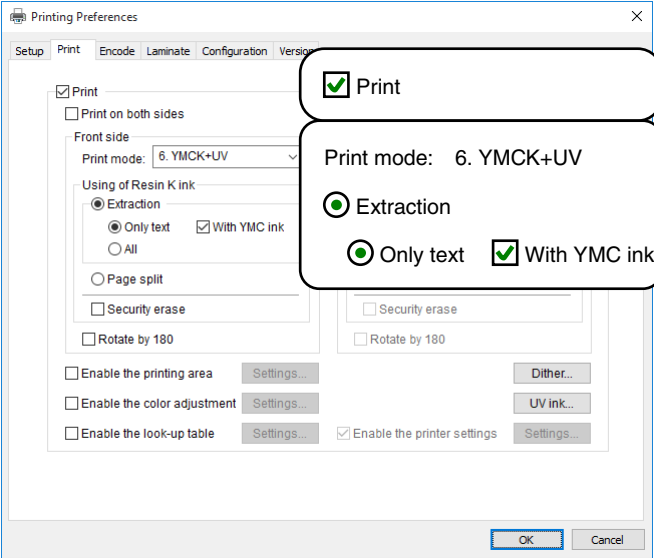 Printing Preferences
Setup Print Encode Laminate Configuration Version
Print
Print on both sides
Front side
Print mode: 6. YMCK+UV
Using of Resin K ink
Extraction
Only text With YMC ink
All
Page split
Security erase
Rotate by 180
Print
Print mode: 6. YMCK+UV
Extraction
Only text With YMC ink
Security erase
Rotate by 180
Enable the printing area Settings... Dither...
Enable the color adjustment Settings... UV ink...
Enable the look-up table Settings... Enable the printer settings Settings...
OK Cancel